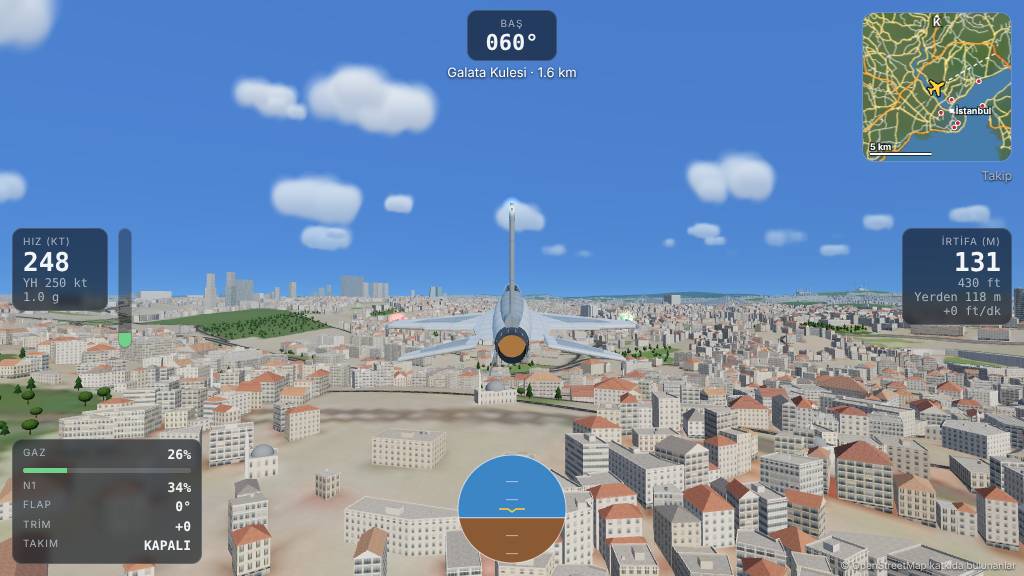 BAŞ
060°
Galata Kulesi · 1.6 km
K
İstanbul
5 km
Takip
HIZ (KT)
248
YH 250 kt
1.0 g
İRTİFA (M)
131
430 ft
Yerden 118 m
+0 ft/dk
GAZ 26%
N1 34%
FLAP 0°
TRİM +0
TAKIM KAPALI
© OpenStreetMap katkıda bulunanlar